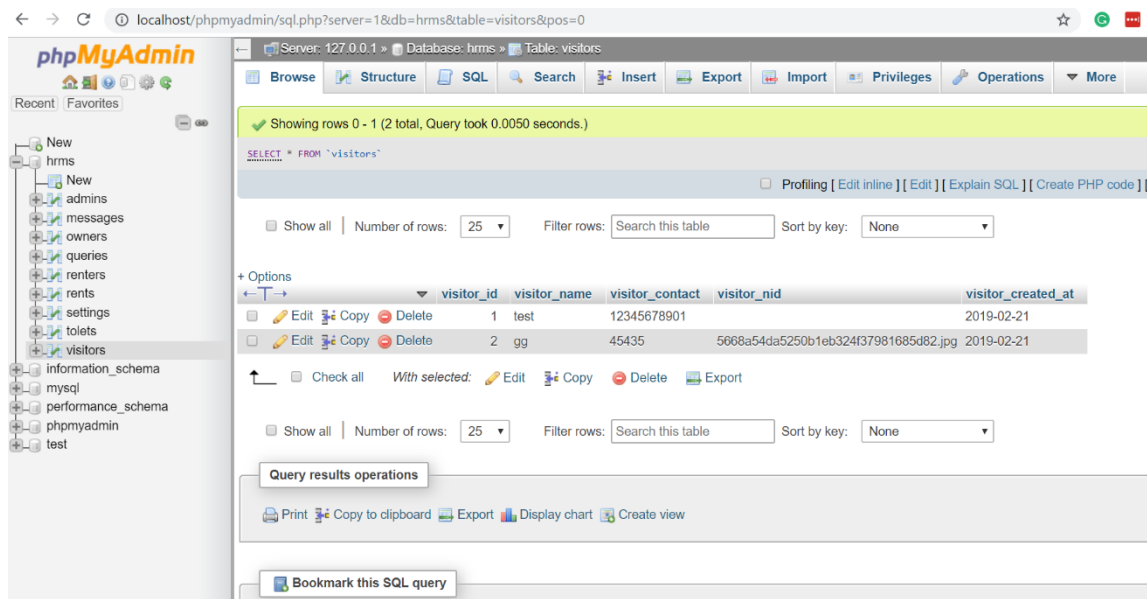 localhost/phpmyadmin/sql.php?server=1&db=hrms&table=visitors&pos=0
phpMyAdmin
Recent Favorites
New
hrms
New
admins
messages
owners
queries
renters
rents
settings
tolets
visitors
information_schema
mysql
performance_schema
phpmyadmin
test
Server: 127.0.0.1 » Database: hrms » Table: visitors
Browse Structure SQL Search Insert Export Import Privileges Operations More
Showing rows 0 - 1 (2 total, Query took 0.0050 seconds.)
SELECT * FROM `visitors`
Profiling [ Edit inline ] [ Edit ] [ Explain SQL ] [ Create PHP code ] [
Show all Number of rows: 25 Filter rows: Search this table Sort by key: None
+ Options
visitor_id visitor_name visitor_contact visitor_nid visitor_created_at
Edit Copy Delete 1 test 12345678901 2019-02-21
Edit Copy Delete 2 gg 45435 5668a54da5250b1eb324f37981685d82.jpg 2019-02-21
Check all With selected: Edit Copy Delete Export
Show all Number of rows: 25 Filter rows: Search this table Sort by key: None
Query results operations
Print Copy to clipboard Export Display chart Create view
Bookmark this SQL query